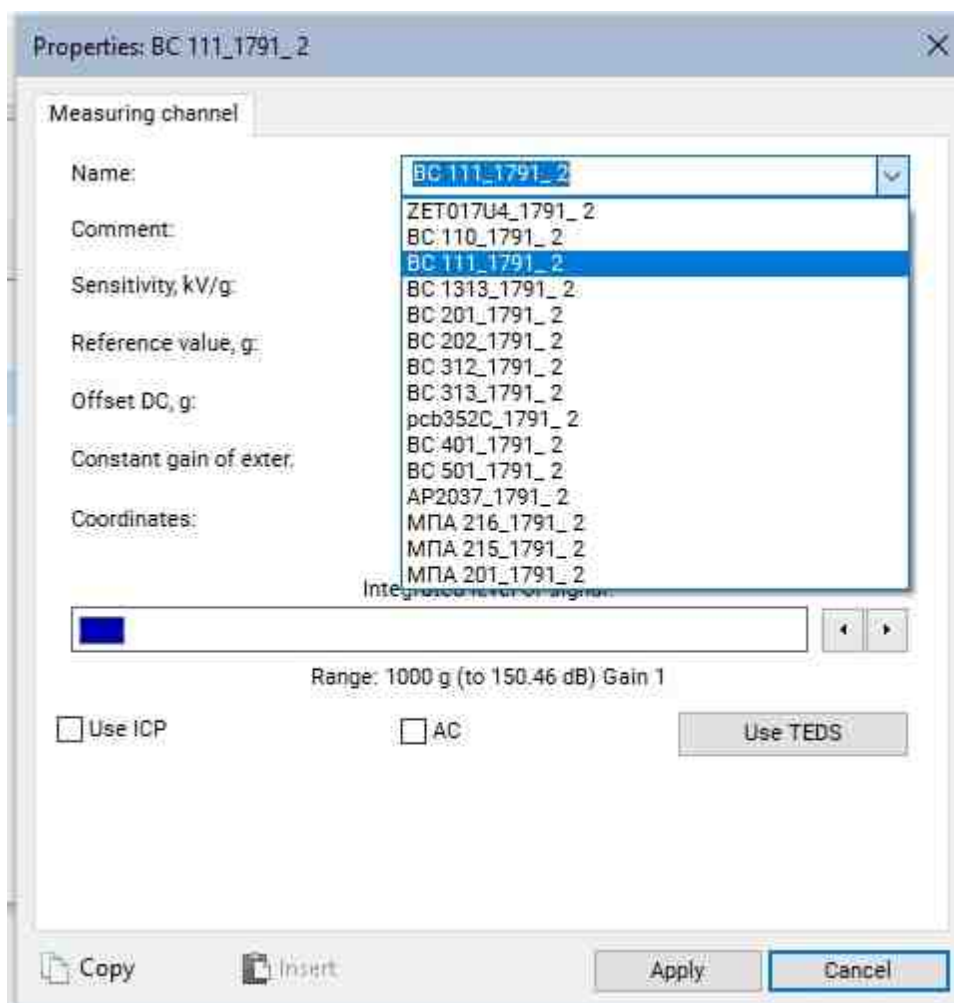 Properties: BC 111_1791_ 2
Measuring channel
Name:
BC 111_1791_ 2
ZET017U4_1791_ 2
BC 110_1791_ 2
BC 111_1791_ 2
BC 1313_1791_ 2
BC 201_1791_ 2
BC 202_1791_ 2
BC 312_1791_ 2
BC 313_1791_ 2
pcb352C_1791_ 2
BC 401_1791_ 2
BC 501_1791_ 2
AP2037_1791_ 2
МПА 216_1791_ 2
МПА 215_1791_ 2
МПА 201_1791_ 2
Comment:
Sensitivity, kV/g:
Reference value, g:
Offset DC, g:
Constant gain of exter.
Coordinates:
Integrated level of signal:
Range: 1000 g (to 150.46 dB) Gain 1
Use ICP
AC
Use TEDS
Copy
Insert
Apply
Cancel